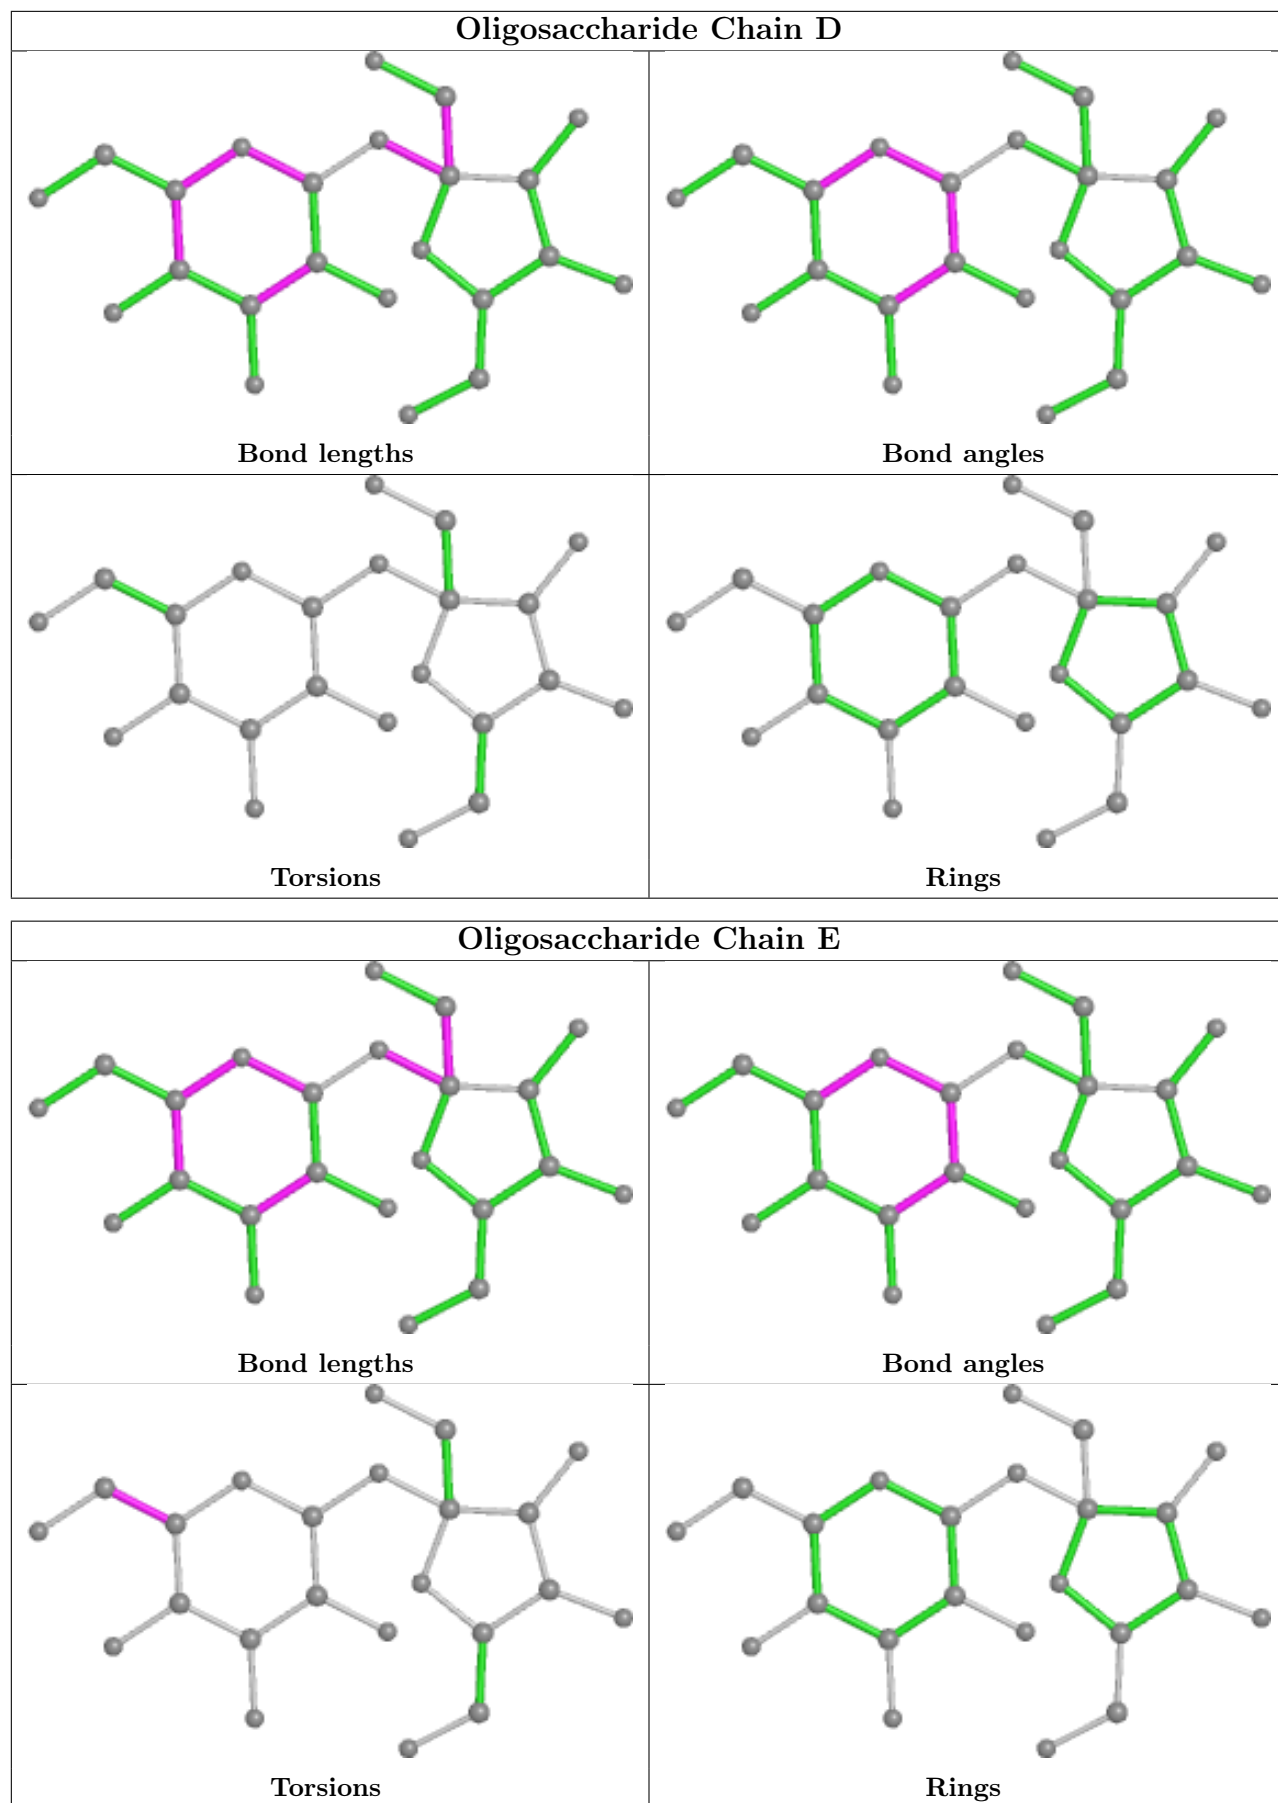 Oligosaccharide Chain D
Bond lengths
Bond angles
Torsions
Rings
Oligosaccharide Chain E
Bond lengths
Bond angles
Torsions
Rings